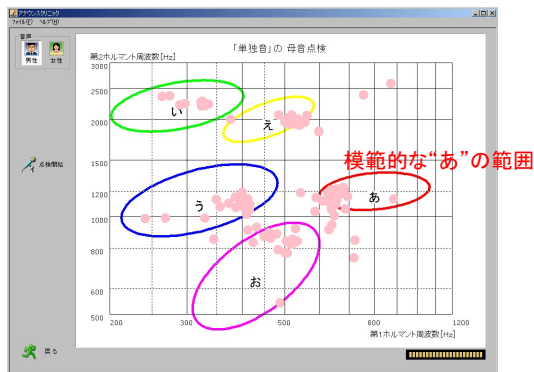 アナウンスクリニック
ファイル(F) ヘルプ(H)
音声
男性 女性
点検開始
戻る
「単独音」の 母音点検
第2ホルマント周波数[Hz]
3000
2500
2000
1500
1200
1000
800
600
500
い
え
う
あ
お
模範的な“あ”の範囲
200 300 500 800 1200
第1ホルマント周波数[Hz]